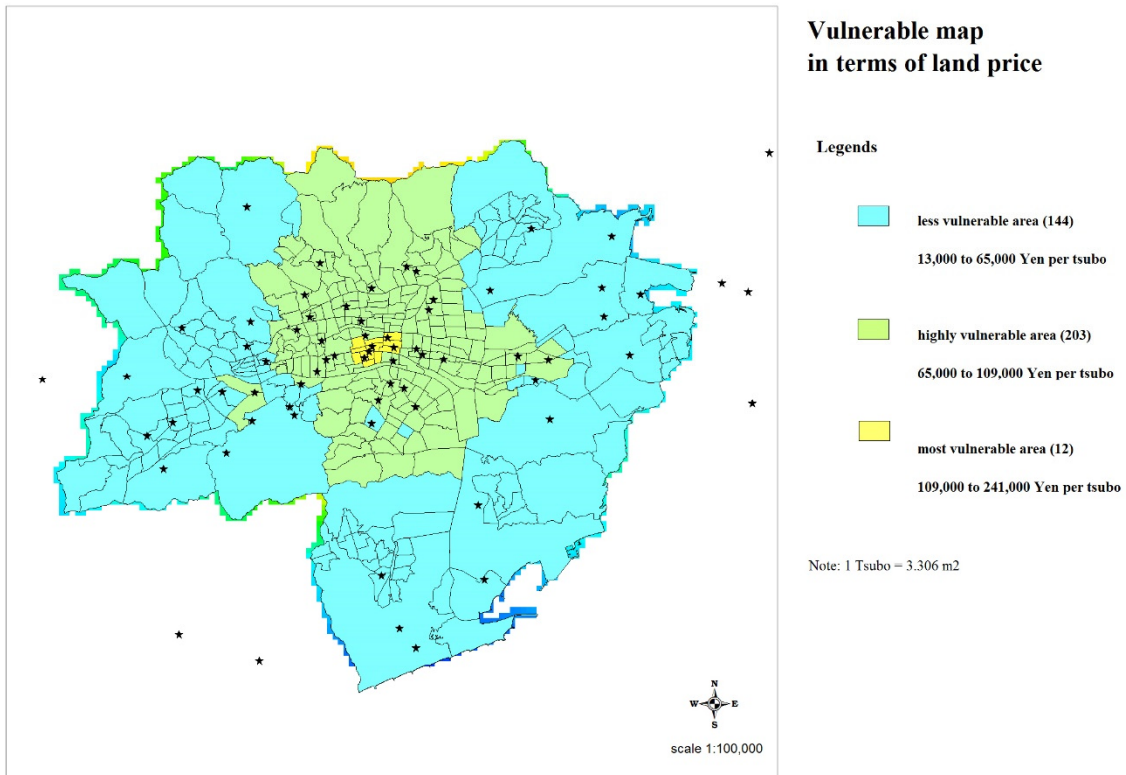 Vulnerable map
in terms of land price
Legends
less vulnerable area (144)
13,000 to 65,000 Yen per tsubo
highly vulnerable area (203)
65,000 to 109,000 Yen per tsubo
most vulnerable area (12)
109,000 to 241,000 Yen per tsubo
Note: 1 Tsubo = 3.306 m2
N
W E
S
scale 1:100,000